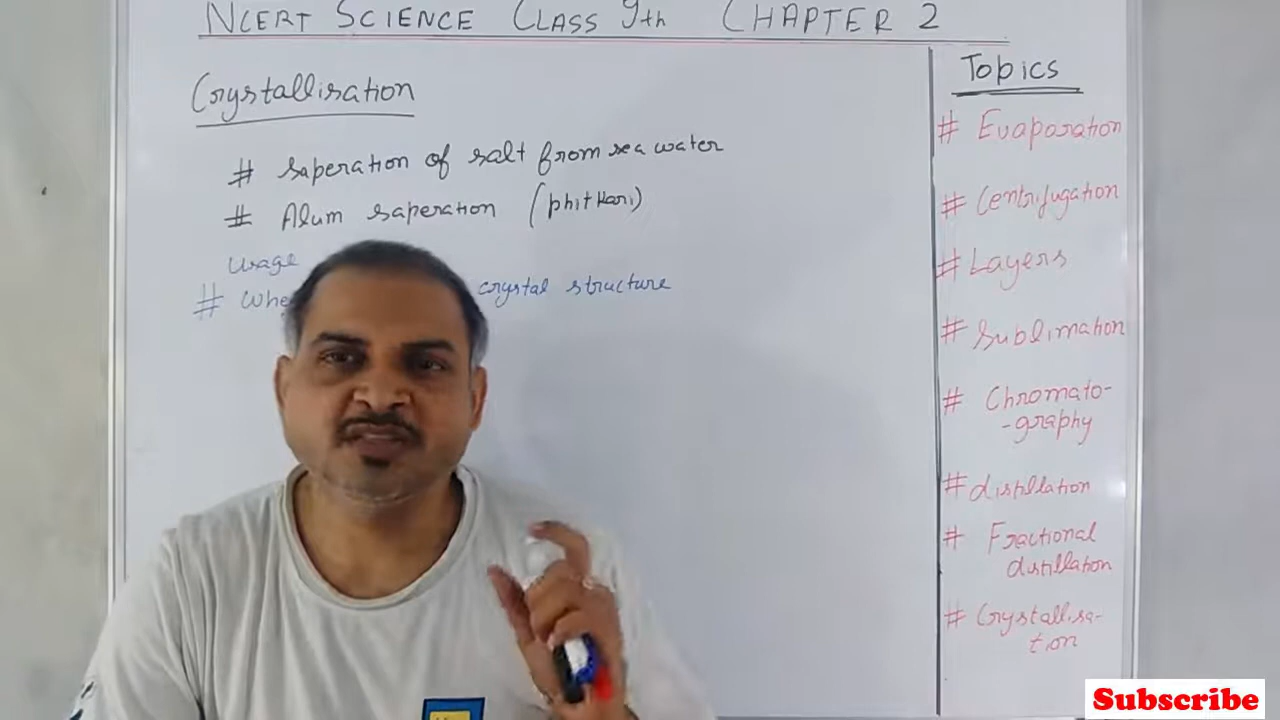 NCERT SCIENCE CLASS 9th CHAPTER 2
Crystallisation
# Saperation of salt from sea water
# Alum saperation (phitkari)
usage
# crystal structure
Topics
# Evaporation
# Centrifugation
# Layers
# Sublimation
# Chromato-
-graphy
# distillation
# Fractional
distillation
# Crystallisa-
tion
Subscribe